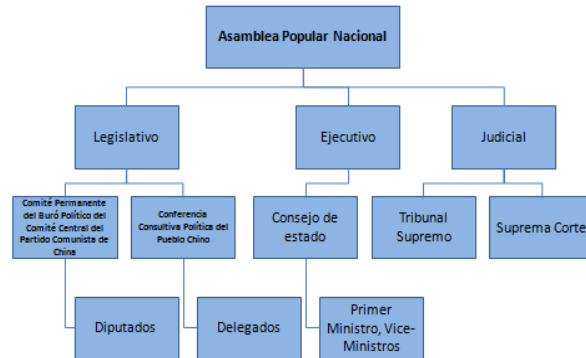 Asamblea Popular Nacional
Legislativo
Ejecutivo
Judicial
Comité Permanente
del Buró Político del
Comité Central del
Partido Comunista de
China
Conferencia
Consultiva Política del
Pueblo Chino
Consejo de
estado
Tribunal
Supremo
Suprema Corte
Diputados
Delegados
Primer
Ministro, Vice-
Ministros